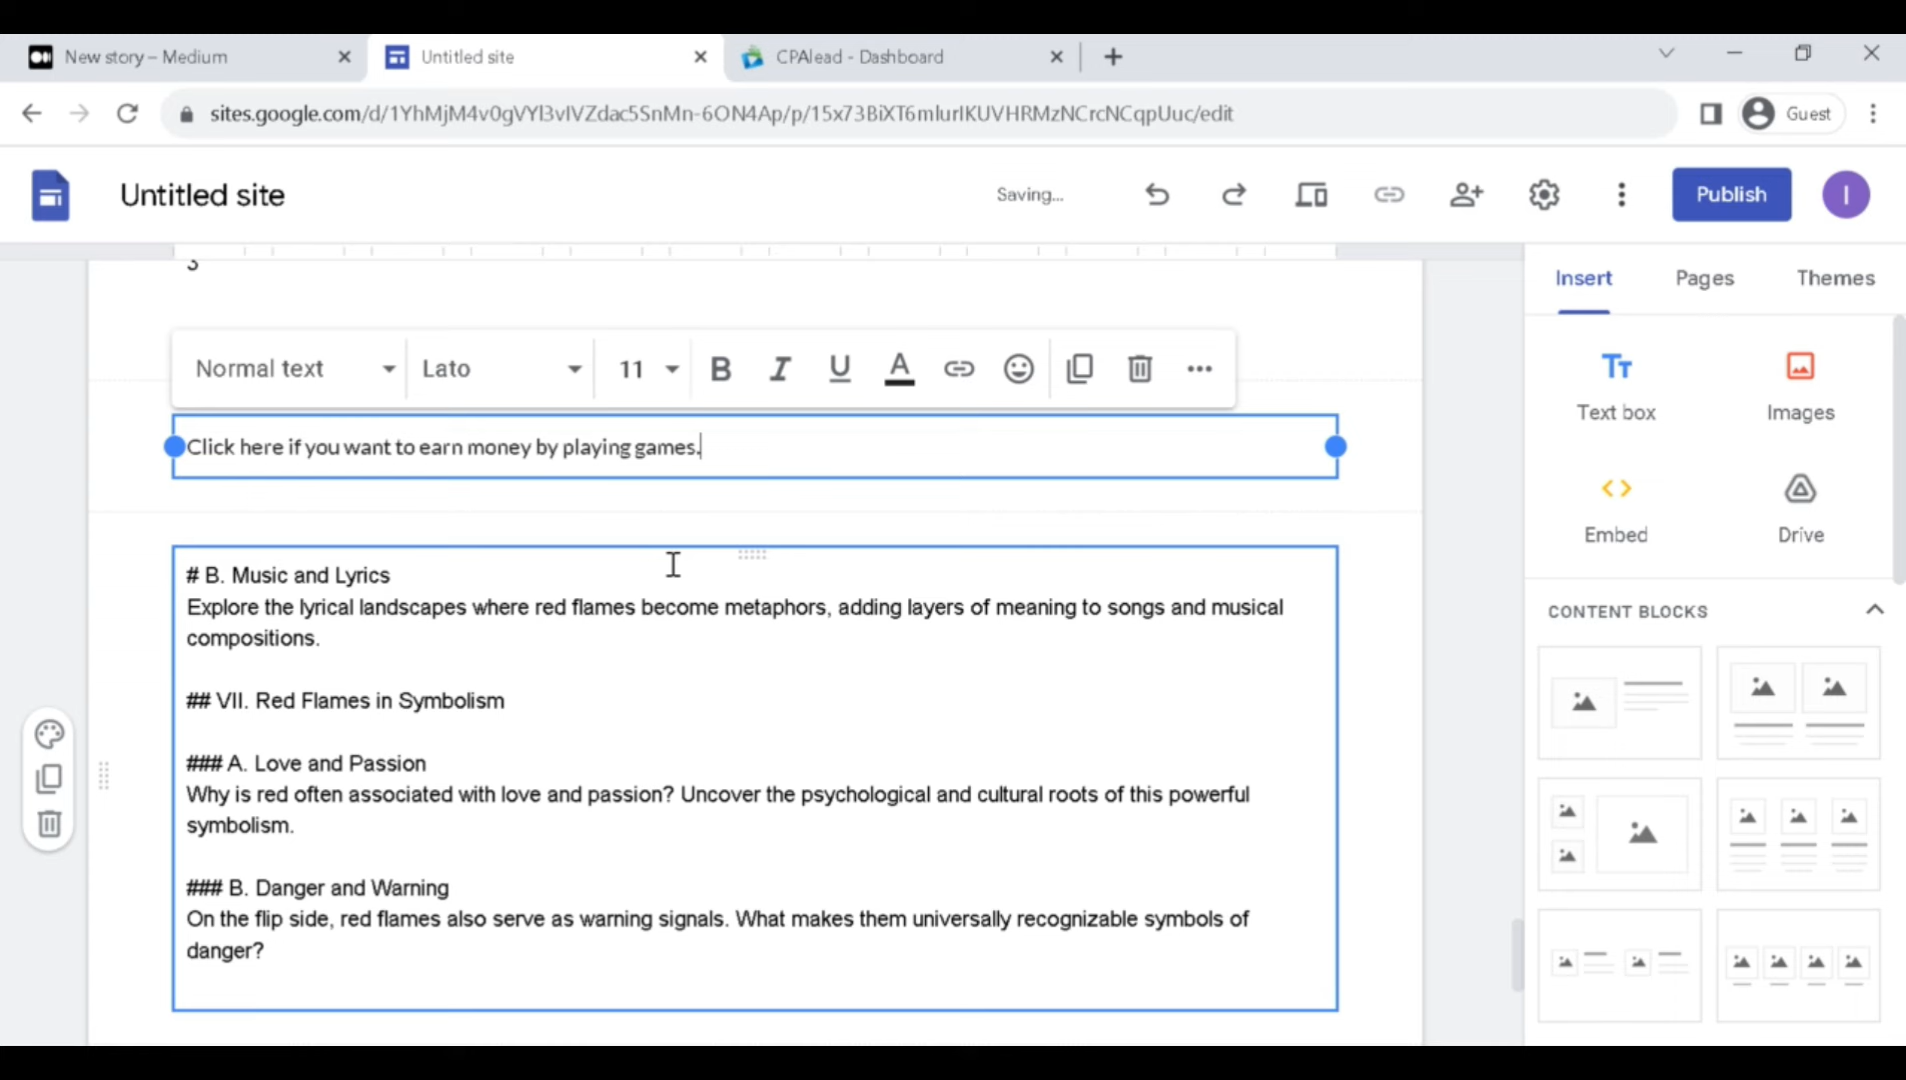 New story – Medium
Untitled site
CPAlead - Dashboard
sites.google.com/d/1YhMjM4v0gVYl3vIVZdac5SnMn-6ON4Ap/p/15x73BiXT6mlurIKUVHRMzNCrcNCqpUuc/edit
Guest
Untitled site
Saving...
Publish
I
Insert
Pages
Themes
Normal text
Lato
11
Text box
Images
Click here if you want to earn money by playing games.
Embed
Drive
# B. Music and Lyrics
Explore the lyrical landscapes where red flames become metaphors, adding layers of meaning to songs and musical
compositions.
CONTENT BLOCKS
## VII. Red Flames in Symbolism
### A. Love and Passion
Why is red often associated with love and passion? Uncover the psychological and cultural roots of this powerful
symbolism.
### B. Danger and Warning
On the flip side, red flames also serve as warning signals. What makes them universally recognizable symbols of
danger?